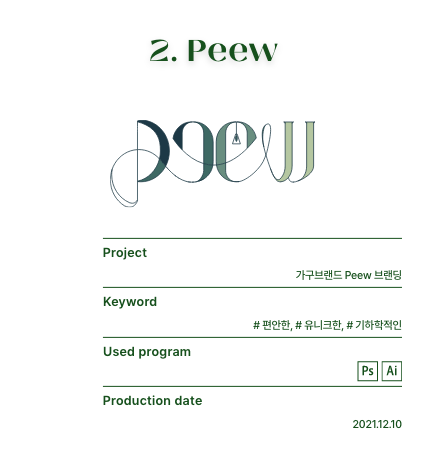 2. Peew
peew
Project
가구브랜드 Peew 브랜딩
Keyword
# 편안한, # 유니크한, # 기하학적인
Used program
Ps Ai
Production date
2021.12.10